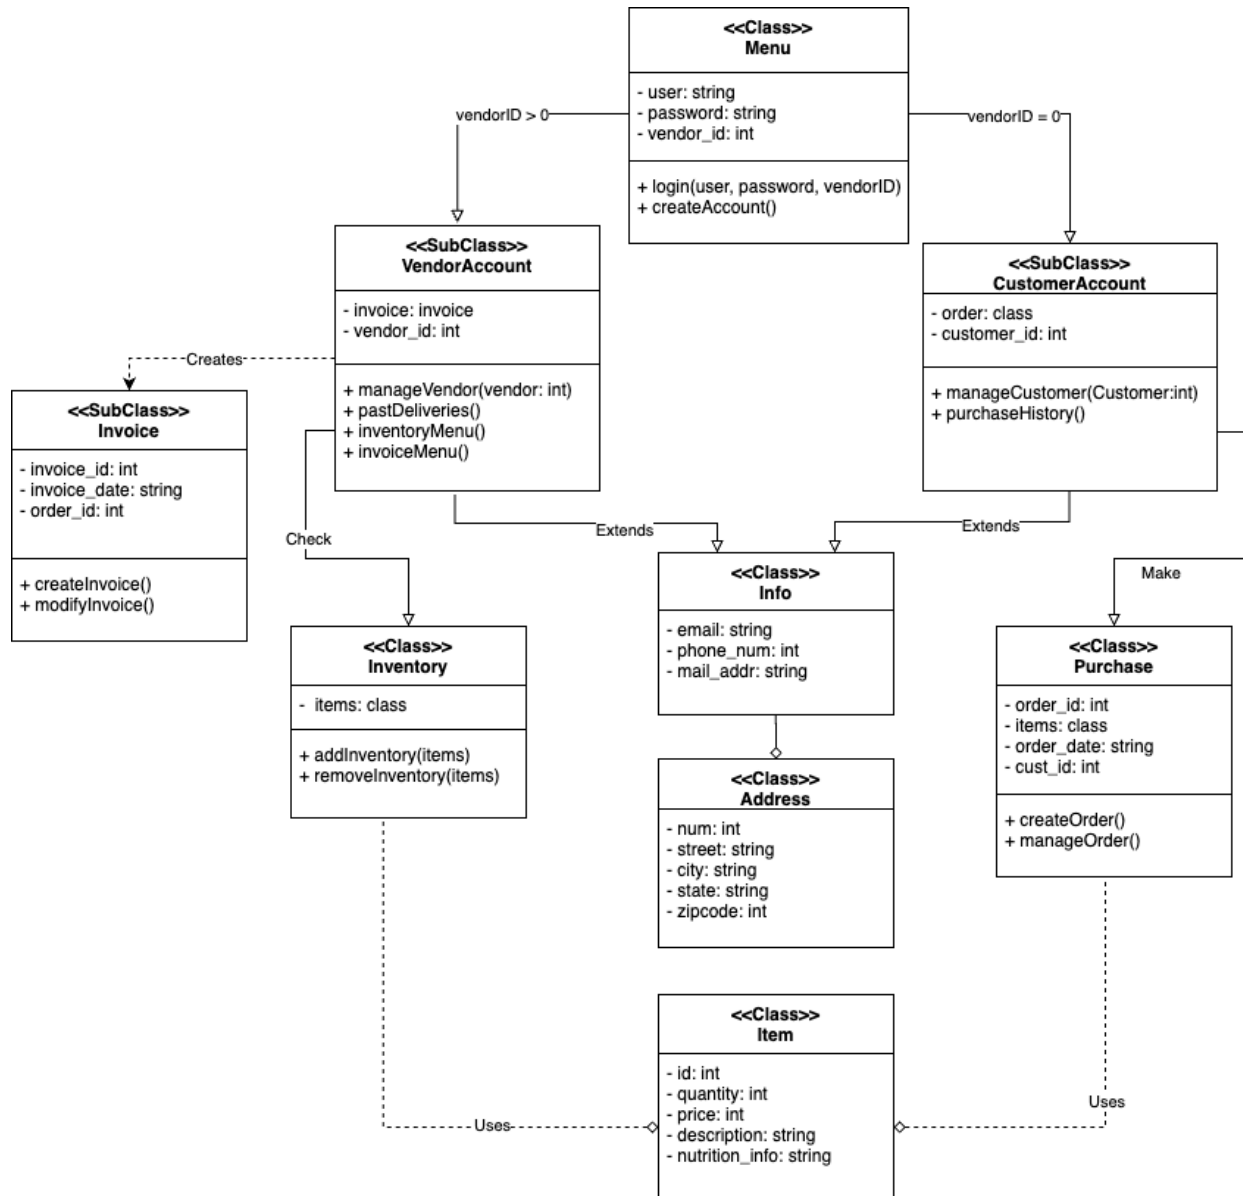 <<Class>>
Menu
- user: string
- password: string
- vendor_id: int
+ login(user, password, vendorID)
+ createAccount()
vendorID > 0
vendorID = 0
<<SubClass>>
VendorAccount
- invoice: invoice
- vendor_id: int
+ manageVendor(vendor: int)
+ pastDeliveries()
+ inventoryMenu()
+ invoiceMenu()
<<SubClass>>
CustomerAccount
- order: class
- customer_id: int
+ manageCustomer(Customer:int)
+ purchaseHistory()
Creates
<<SubClass>>
Invoice
- invoice_id: int
- invoice_date: string
- order_id: int
+ createInvoice()
+ modifyInvoice()
Check
Extends
Extends
Make
<<Class>>
Inventory
- items: class
+ addInventory(items)
+ removeInventory(items)
<<Class>>
Info
- email: string
- phone_num: int
- mail_addr: string
<<Class>>
Purchase
- order_id: int
- items: class
- order_date: string
- cust_id: int
+ createOrder()
+ manageOrder()
<<Class>>
Address
- num: int
- street: string
- city: string
- state: string
- zipcode: int
<<Class>>
Item
- id: int
- quantity: int
- price: int
- description: string
- nutrition_info: string
Uses
Uses